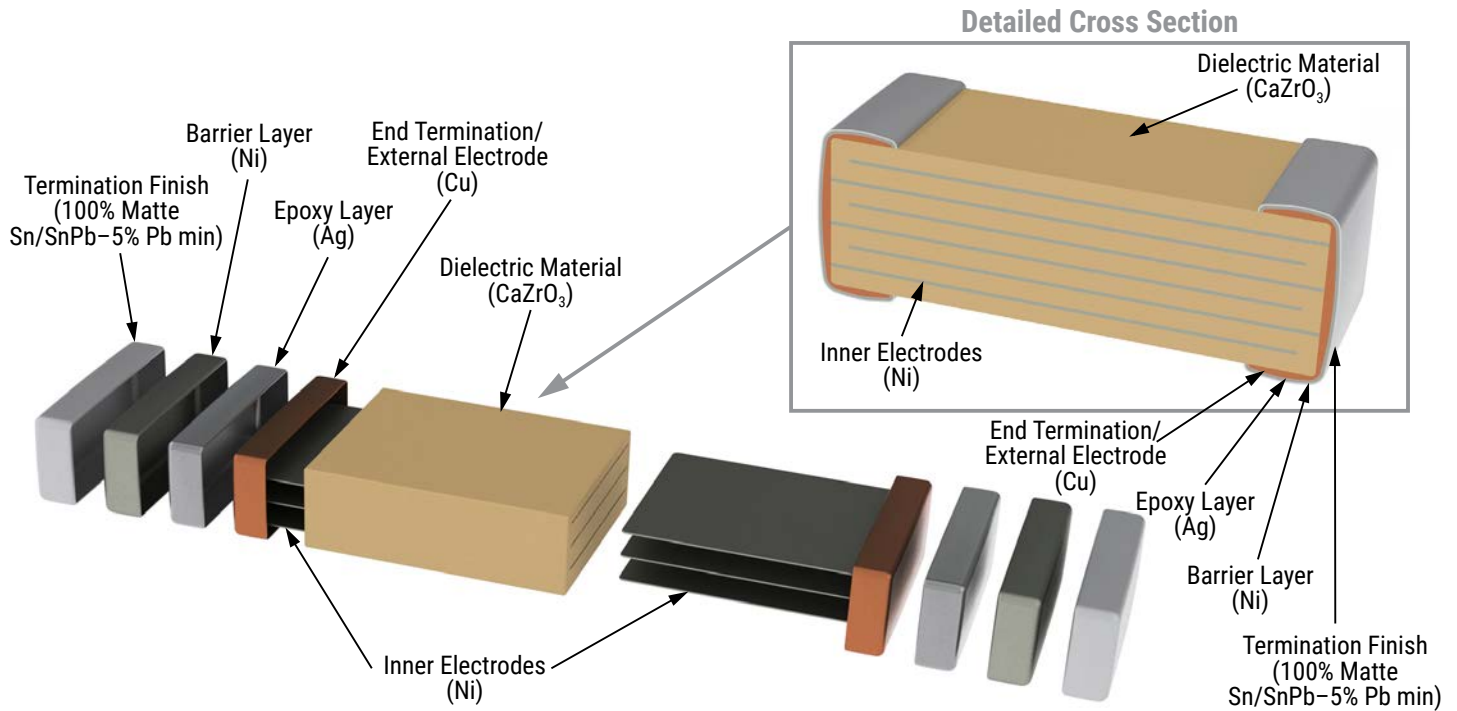 Detailed Cross Section
Dielectric Material
(CaZrO₃)
Inner Electrodes
(Ni)
End Termination/
External Electrode
(Cu)
Epoxy Layer
(Ag)
Barrier Layer
(Ni)
Termination Finish
(100% Matte
Sn/SnPb–5% Pb min)
Termination Finish
(100% Matte
Sn/SnPb–5% Pb min)
Barrier Layer
(Ni)
Epoxy Layer
(Ag)
End Termination/
External Electrode
(Cu)
Dielectric Material
(CaZrO₃)
Inner Electrodes
(Ni)